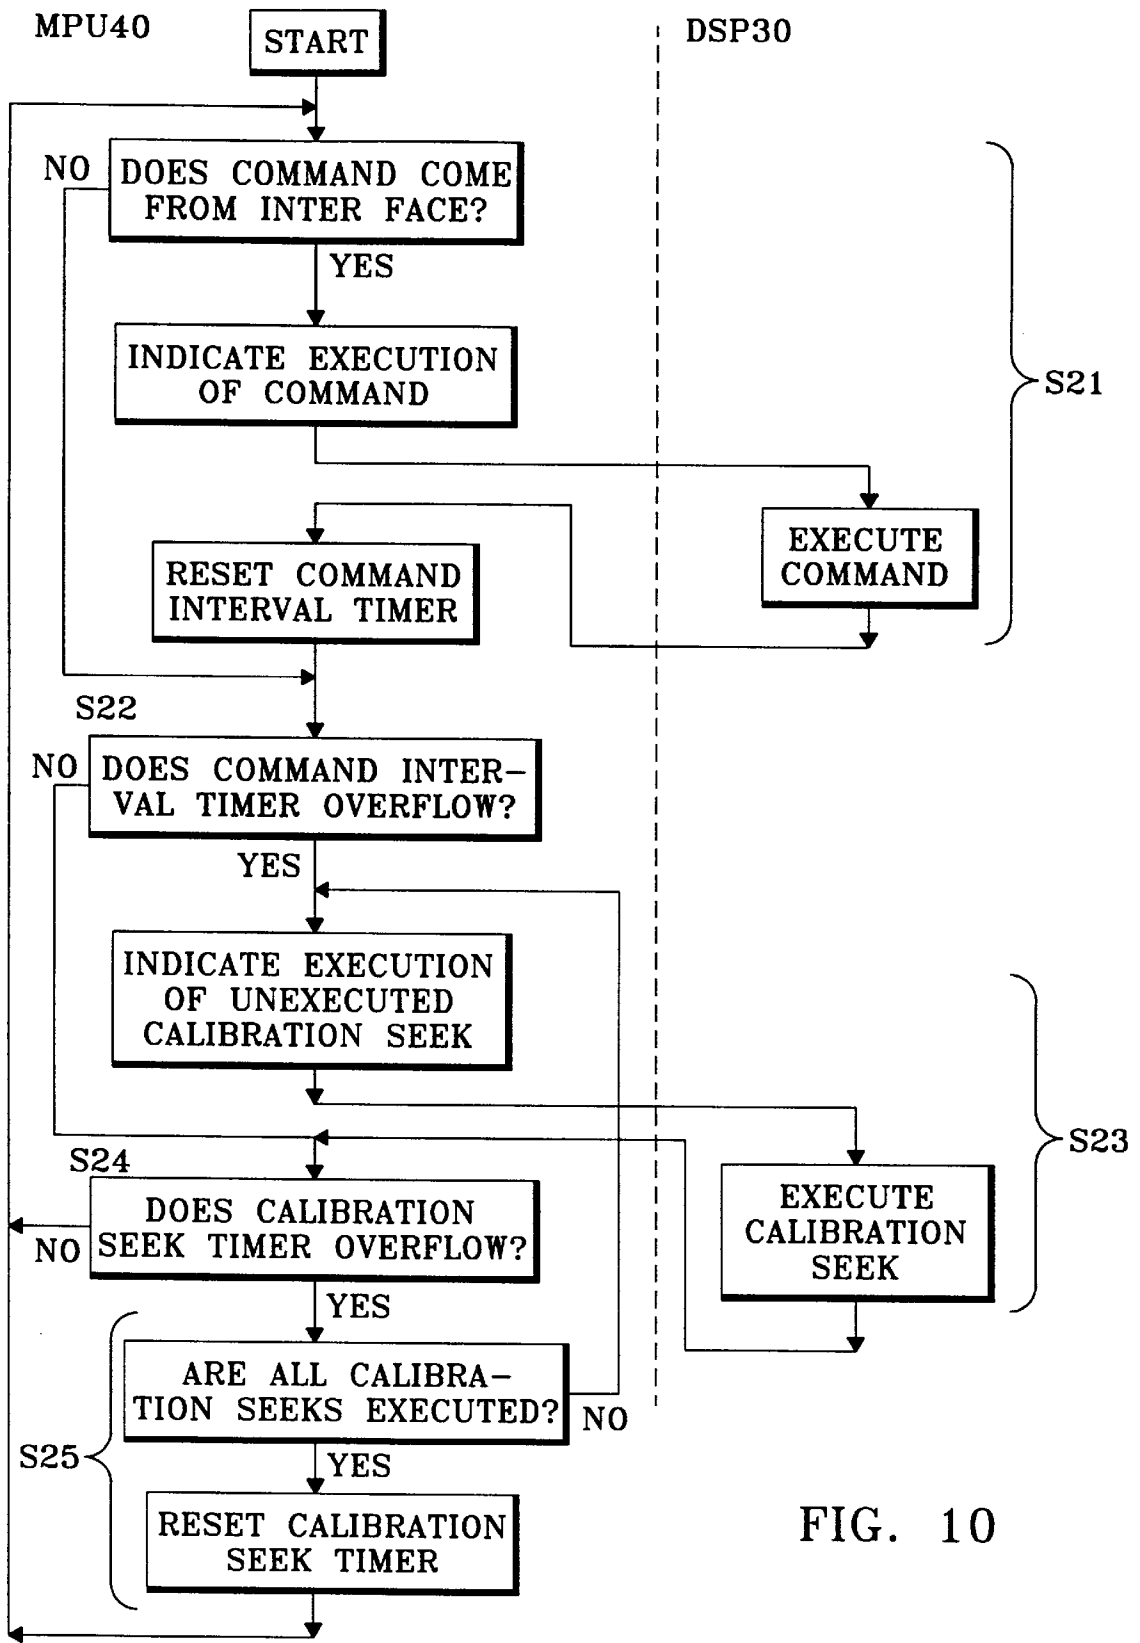 MPU40
START
DSP30
NO
DOES COMMAND COME
FROM INTER FACE?
YES
INDICATE EXECUTION
OF COMMAND
S21
EXECUTE
COMMAND
RESET COMMAND
INTERVAL TIMER
S22
NO
DOES COMMAND INTER-
VAL TIMER OVERFLOW?
YES
INDICATE EXECUTION
OF UNEXECUTED
CALIBRATION SEEK
S23
S24
EXECUTE
CALIBRATION
SEEK
DOES CALIBRATION
SEEK TIMER OVERFLOW?
NO
YES
ARE ALL CALIBRA-
TION SEEKS EXECUTED?
NO
S25
YES
RESET CALIBRATION
SEEK TIMER
FIG. 10